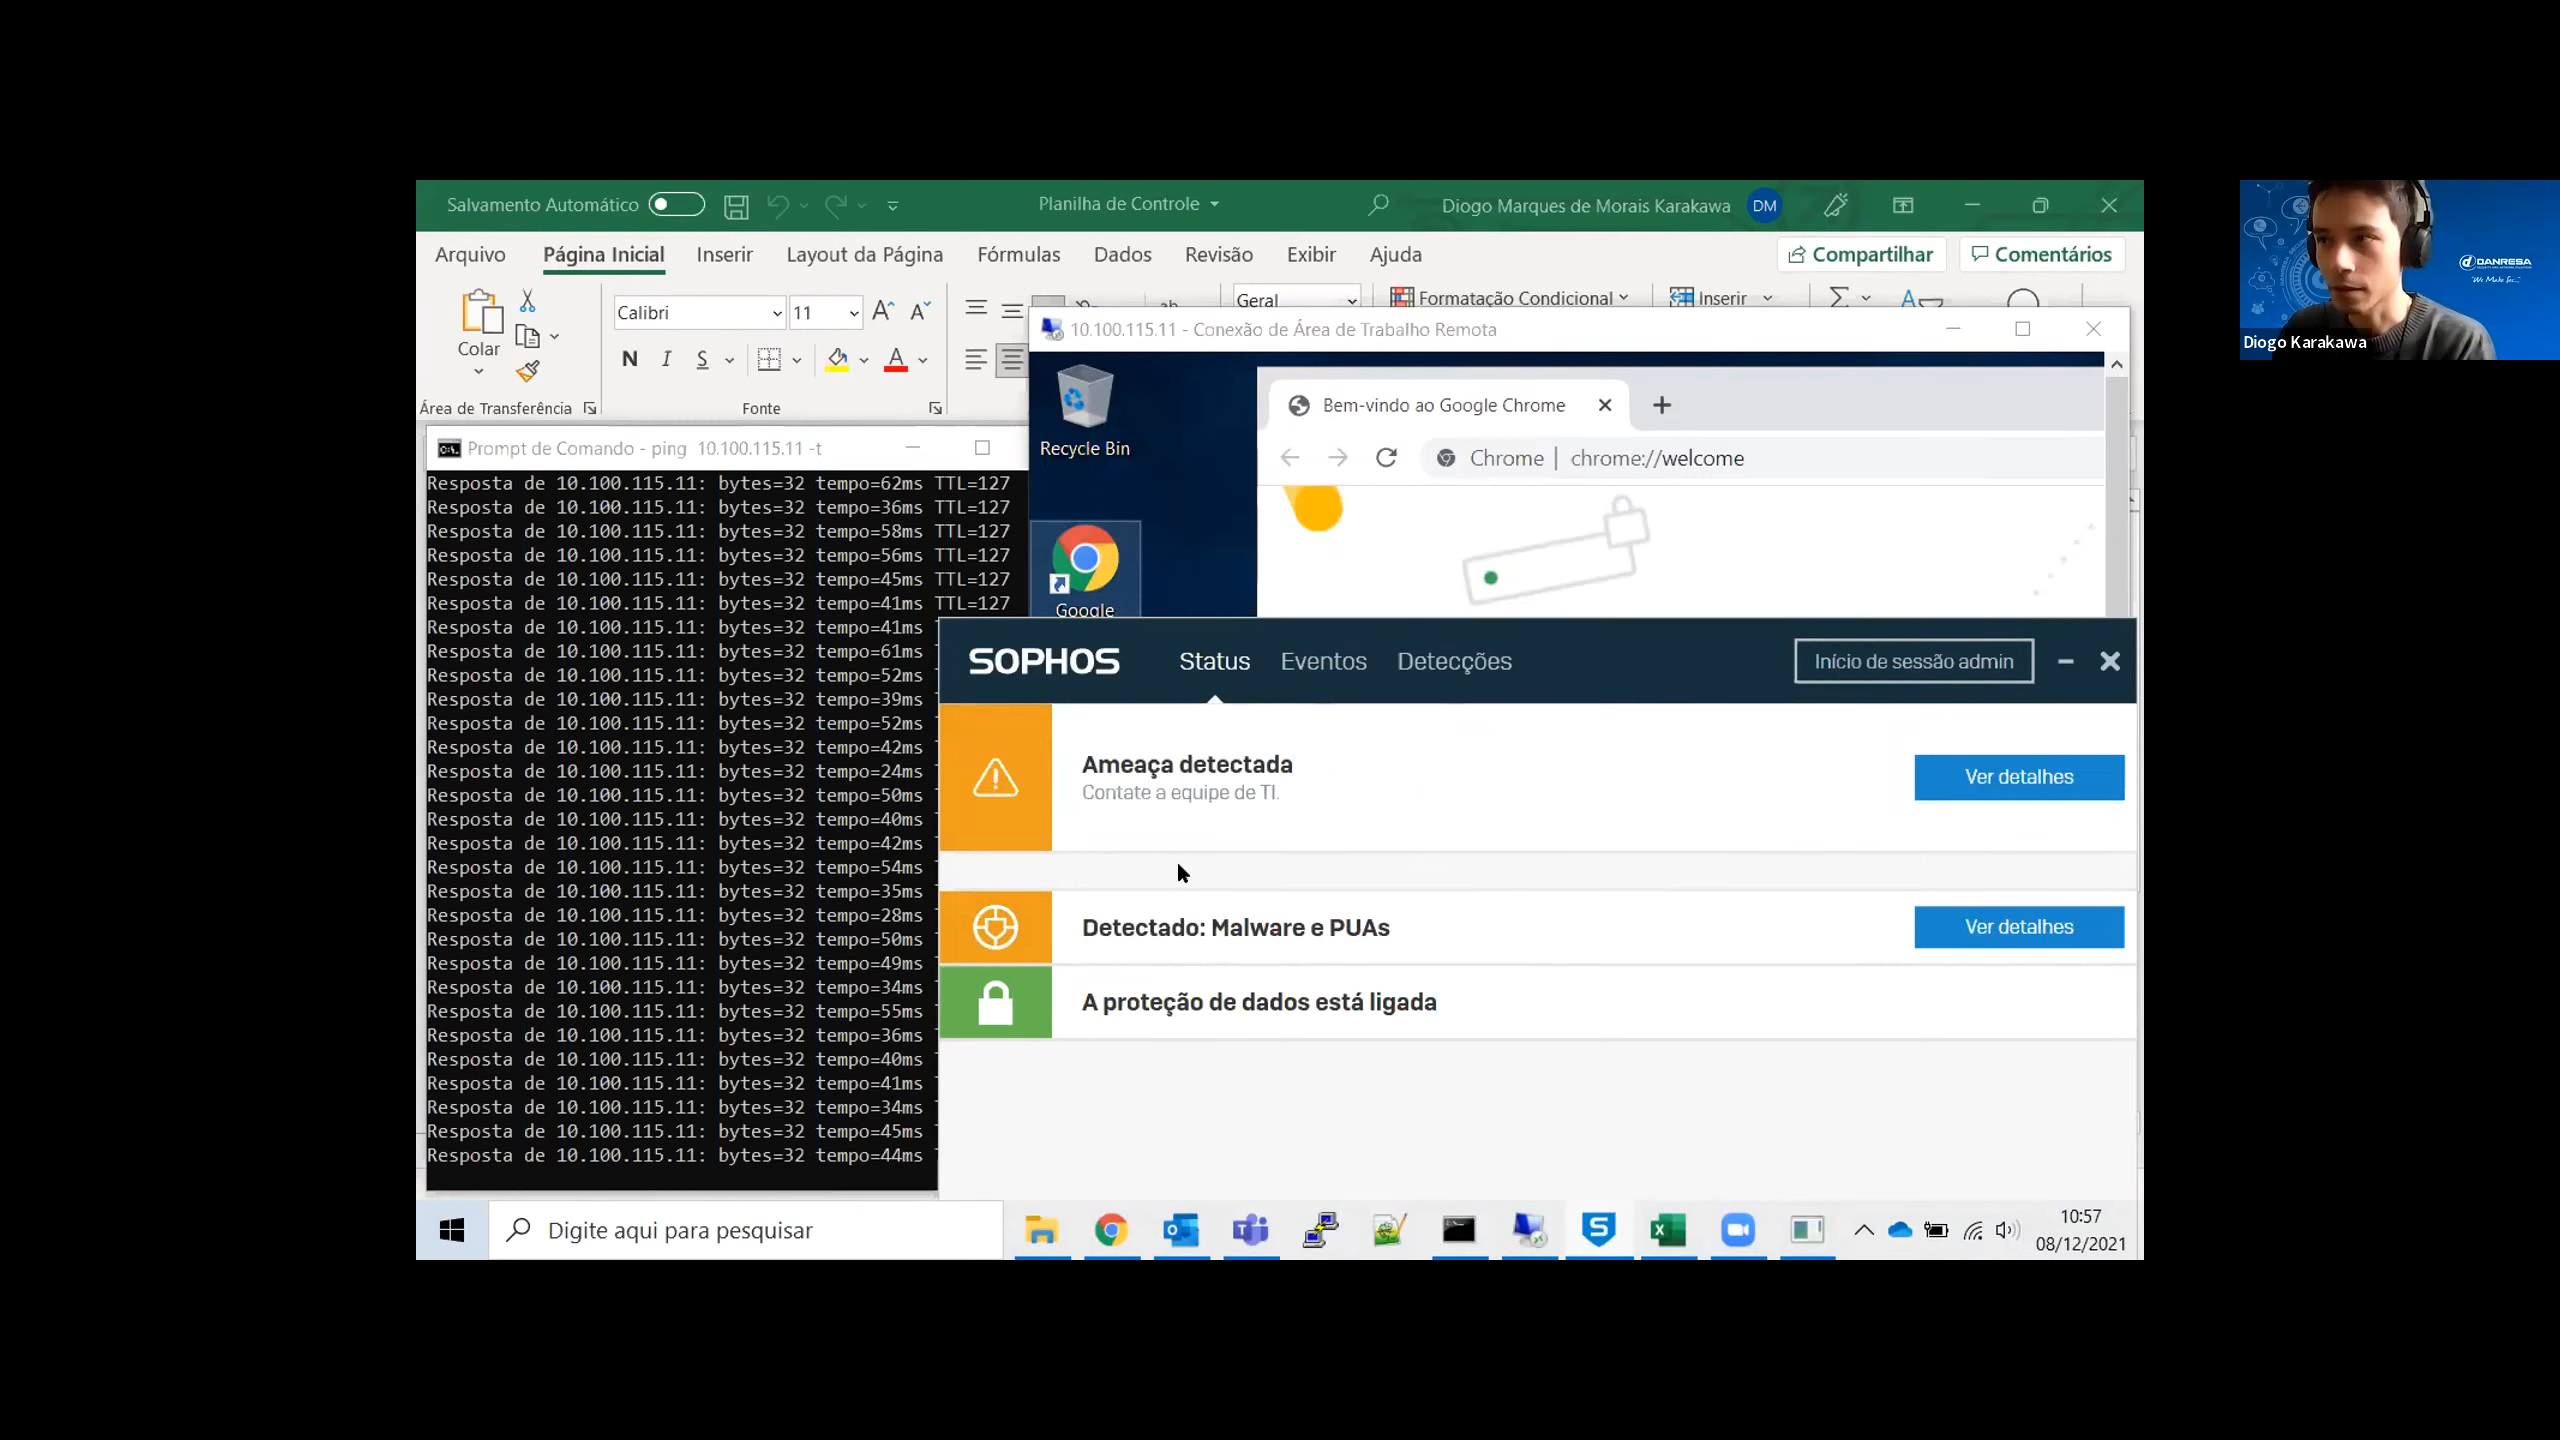 Salvamento Automático
Planilha de Controle
Diogo Marques de Morais Karakawa
DM
Arquivo
Página Inicial
Inserir
Layout da Página
Fórmulas
Dados
Revisão
Exibir
Ajuda
Compartilhar
Comentários
Colar
Calibri
11
N
I
S
Geral
Formatação Condicional
Inserir
Área de Transferência
Fonte
10.100.115.11 - Conexão de Área de Trabalho Remota
Recycle Bin
Google
Bem-vindo ao Google Chrome
Chrome | chrome://welcome
Prompt de Comando - ping 10.100.115.11 -t
Resposta de 10.100.115.11: bytes=32 tempo=62ms TTL=127
Resposta de 10.100.115.11: bytes=32 tempo=36ms TTL=127
Resposta de 10.100.115.11: bytes=32 tempo=58ms TTL=127
Resposta de 10.100.115.11: bytes=32 tempo=56ms TTL=127
Resposta de 10.100.115.11: bytes=32 tempo=45ms TTL=127
Resposta de 10.100.115.11: bytes=32 tempo=41ms TTL=127
Resposta de 10.100.115.11: bytes=32 tempo=41ms
Resposta de 10.100.115.11: bytes=32 tempo=61ms
Resposta de 10.100.115.11: bytes=32 tempo=52ms
Resposta de 10.100.115.11: bytes=32 tempo=39ms
Resposta de 10.100.115.11: bytes=32 tempo=52ms
Resposta de 10.100.115.11: bytes=32 tempo=42ms
Resposta de 10.100.115.11: bytes=32 tempo=24ms
Resposta de 10.100.115.11: bytes=32 tempo=50ms
Resposta de 10.100.115.11: bytes=32 tempo=40ms
Resposta de 10.100.115.11: bytes=32 tempo=42ms
Resposta de 10.100.115.11: bytes=32 tempo=54ms
Resposta de 10.100.115.11: bytes=32 tempo=35ms
Resposta de 10.100.115.11: bytes=32 tempo=28ms
Resposta de 10.100.115.11: bytes=32 tempo=50ms
Resposta de 10.100.115.11: bytes=32 tempo=49ms
Resposta de 10.100.115.11: bytes=32 tempo=34ms
Resposta de 10.100.115.11: bytes=32 tempo=55ms
Resposta de 10.100.115.11: bytes=32 tempo=36ms
Resposta de 10.100.115.11: bytes=32 tempo=40ms
Resposta de 10.100.115.11: bytes=32 tempo=41ms
Resposta de 10.100.115.11: bytes=32 tempo=34ms
Resposta de 10.100.115.11: bytes=32 tempo=45ms
Resposta de 10.100.115.11: bytes=32 tempo=44ms
SOPHOS
Status
Eventos
Detecções
Início de sessão admin
Ameaça detectada
Contate a equipe de TI.
Ver detalhes
Detectado: Malware e PUAs
Ver detalhes
A proteção de dados está ligada
Digite aqui para pesquisar
10:57
08/12/2021
DANRESA
Diogo Karakawa